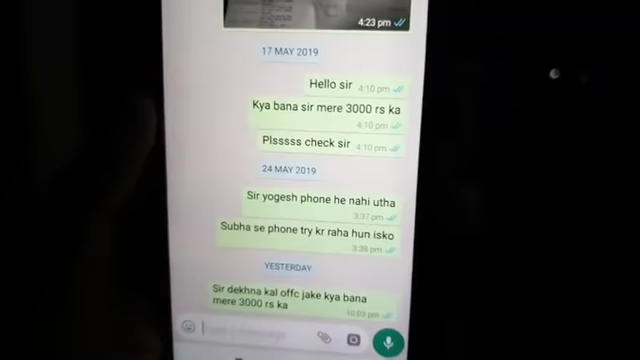 4:23 pm
17 MAY 2019
Hello sir 4:10 pm
Kya bana sir mere 3000 rs ka
4:10 pm
Plsssss check sir 4:10 pm
24 MAY 2019
Sir yogesh phone he nahi utha
3:37 pm
Subha se phone try kr raha hun isko
3:38 pm
YESTERDAY
Sir dekhna kal offc jake kya bana
mere 3000 rs ka
10:03 pm